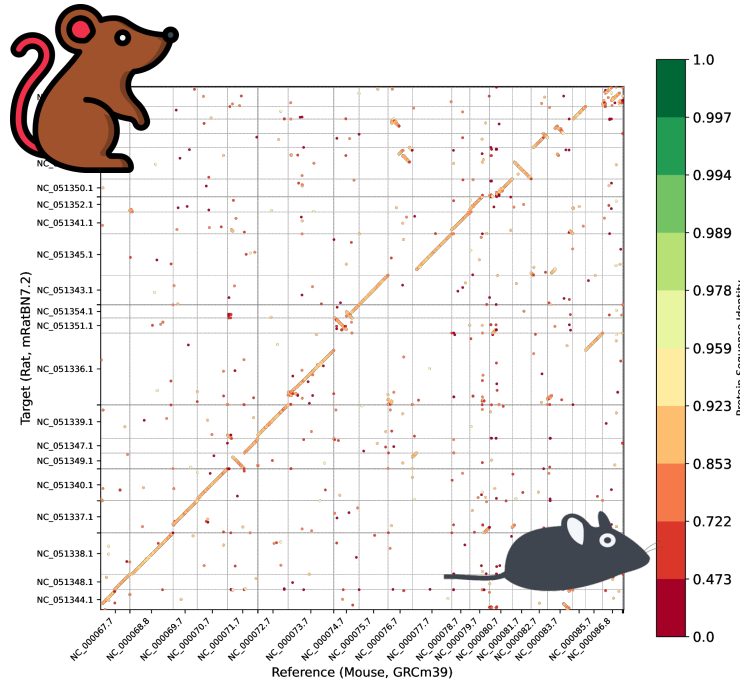 1.0
0.997
0.994
0.989
0.978
0.959
0.923
0.853
0.722
0.473
0.0
NC_051350.1
NC_051352.1
NC_051341.1
NC_051345.1
NC_051343.1
NC_051354.1
NC_051351.1
NC_051336.1
NC_051339.1
NC_051347.1
NC_051349.1
NC_051340.1
NC_051337.1
NC_051338.1
NC_051348.1
NC_051344.1
Target (Rat, mRatBN7.2)
NC_000067.7
NC_000068.8
NC_000069.7
NC_000070.7
NC_000071.7
NC_000072.7
NC_000073.7
NC_000074.7
NC_000075.7
NC_000076.7
NC_000077.7
NC_000078.7
NC_000079.7
NC_000080.7
NC_000081.7
NC_000082.7
NC_000083.7
NC_000085.7
NC_000086.8
Reference (Mouse, GRCm39)
Protein Sequence Identity